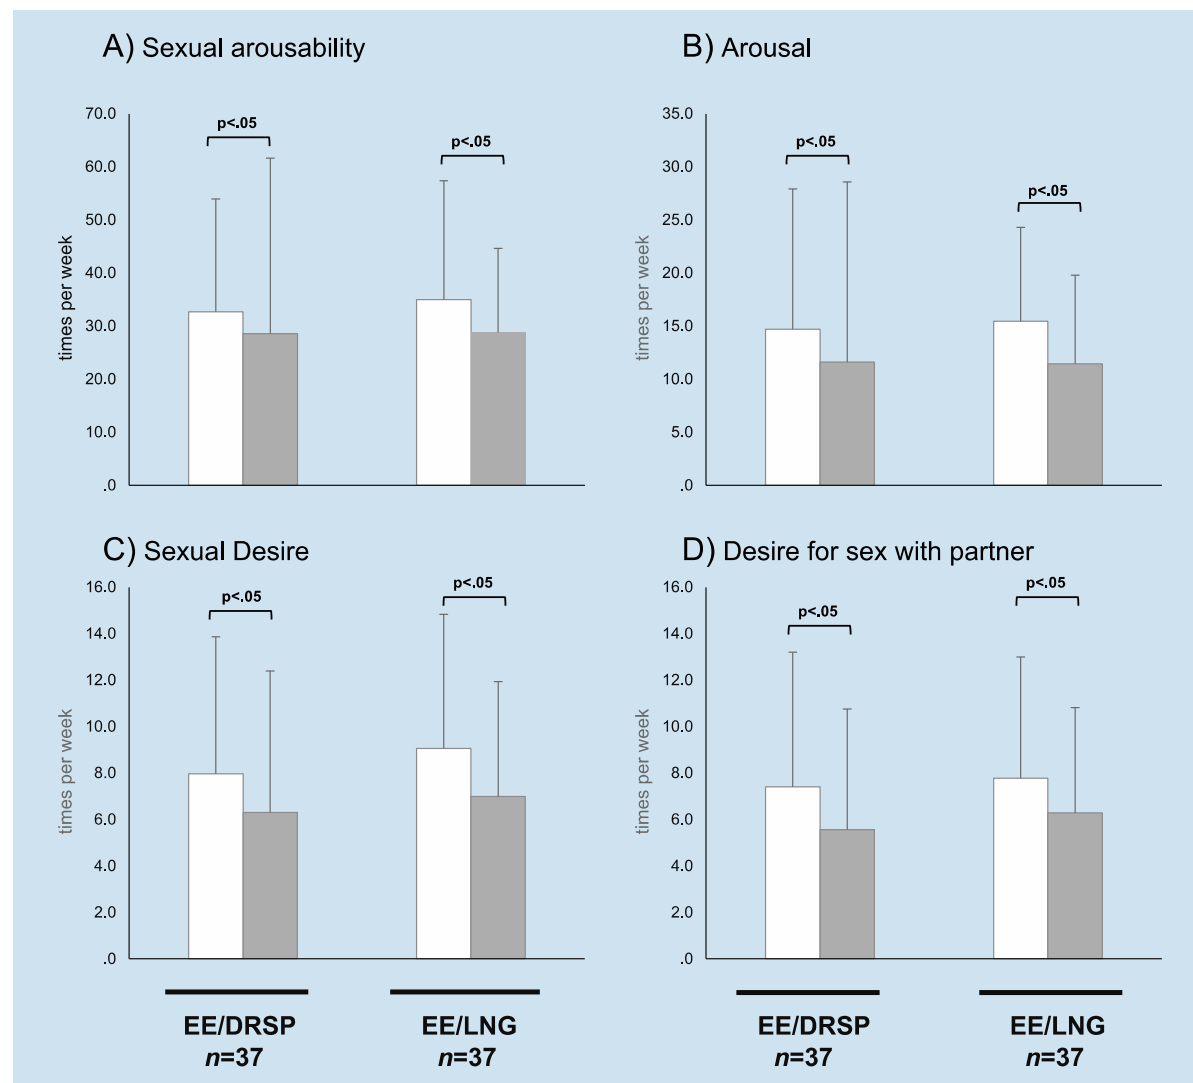 A) Sexual arousability
B) Arousal
70.0
60.0
50.0
40.0
30.0
20.0
10.0
.0
times per week
p<.05
p<.05
35.0
30.0
25.0
20.0
15.0
10.0
5.0
.0
times per week
p<.05
p<.05
C) Sexual Desire
D) Desire for sex with partner
16.0
14.0
12.0
10.0
8.0
6.0
4.0
2.0
.0
times per week
p<.05
p<.05
16.0
14.0
12.0
10.0
8.0
6.0
4.0
2.0
.0
times per week
p<.05
p<.05
EE/DRSP
n=37
EE/LNG
n=37
EE/DRSP
n=37
EE/LNG
n=37